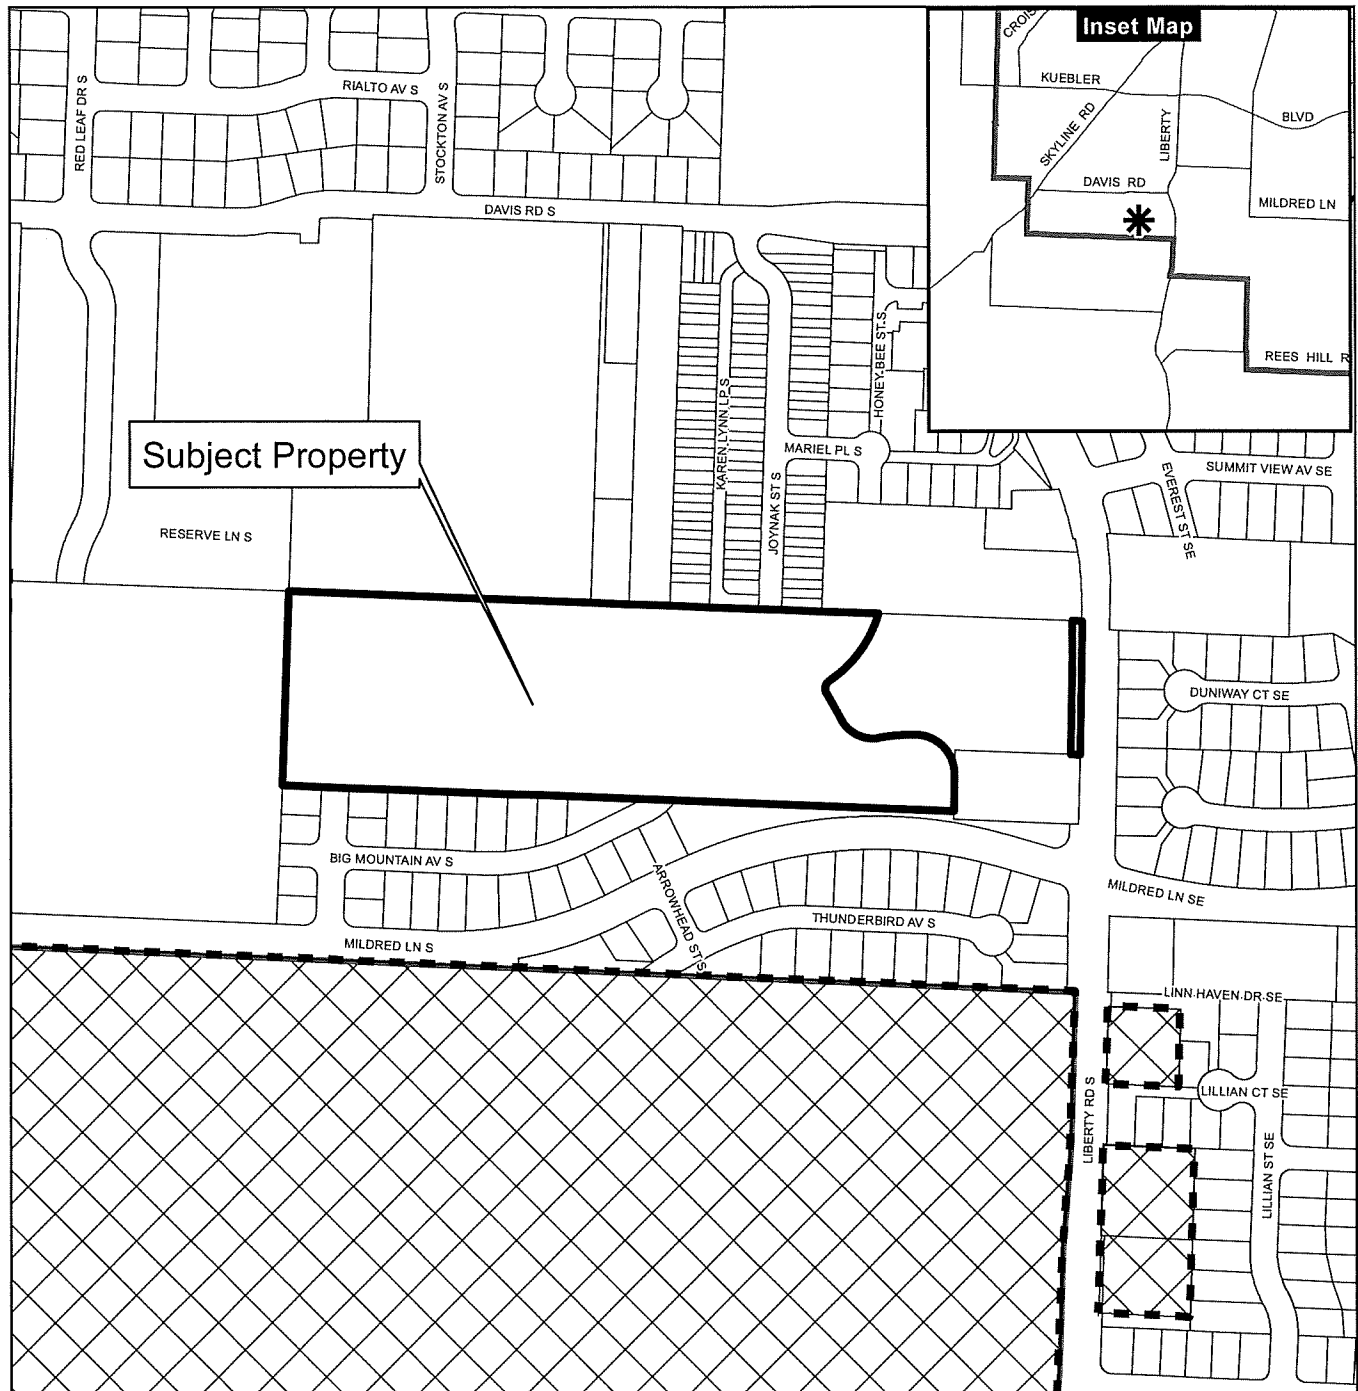 Inset Map
CROIS
KUEBLER
BLVD
SKYLINE RD
LIBERTY
DAVIS RD
MILDRED LN
REES HILL R
RED LEAF DR S
RIALTO AV S
STOCKTON AV S
DAVIS RD S
HONEY BEE ST S
KAREN LYNN LP S
JOYNAK ST S
MARIEL PL S
SUMMIT VIEW AV SE
EVEREST ST SE
Subject Property
RESERVE LN S
DUNIWAY CT SE
BIG MOUNTAIN AV S
ARROWHEAD ST S
THUNDERBIRD AV S
MILDRED LN SE
MILDRED LN S
LINN HAVEN DR SE
LILLIAN CT SE
LIBERTY RD S
LILLIAN ST SE